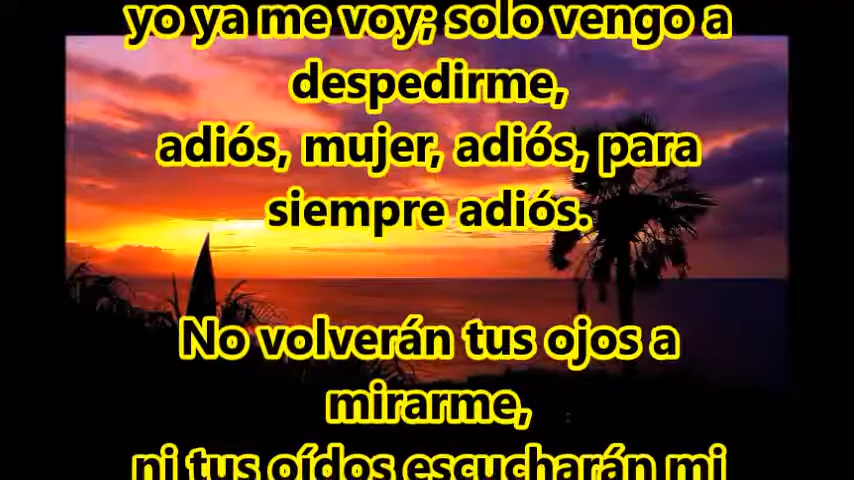 yo ya me voy; solo vengo a
despedirme,
adiós, mujer, adiós, para
siempre adiós.
No volverán tus ojos a
mirarme,
ni tus oídos escucharán mi